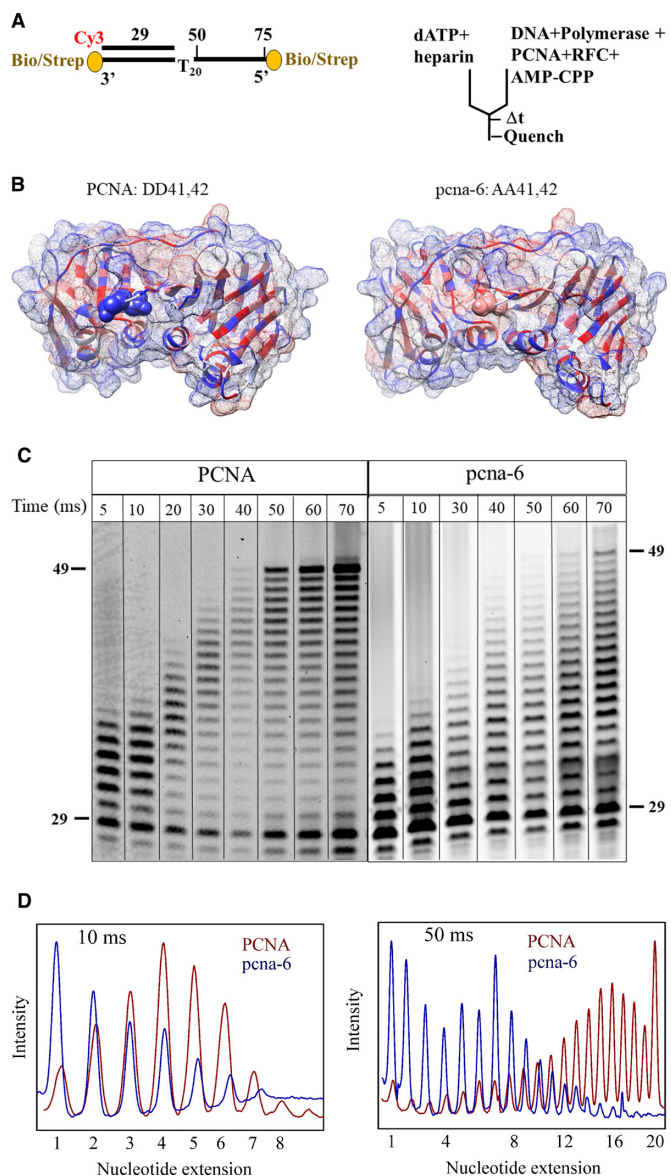 A
Cy3 29 50 75
Bio/Strep Bio/Strep
3’ T20 5’
dATP+
heparin
DNA+Polymerase +
PCNA+RFC+
AMP-CPP
Δt
Quench
B
PCNA: DD41,42
pcna-6: AA41,42
C
PCNA pcna-6
Time (ms) 5 10 20 30 40 50 60 70 5 10 30 40 50 60 70
49 49
29 29
D
10 ms
PCNA
pcna-6
Intensity
1 2 3 4 5 6 7 8
Nucleotide extension
50 ms
PCNA
pcna-6
Intensity
1 4 8 12 16 20
Nucleotide extension